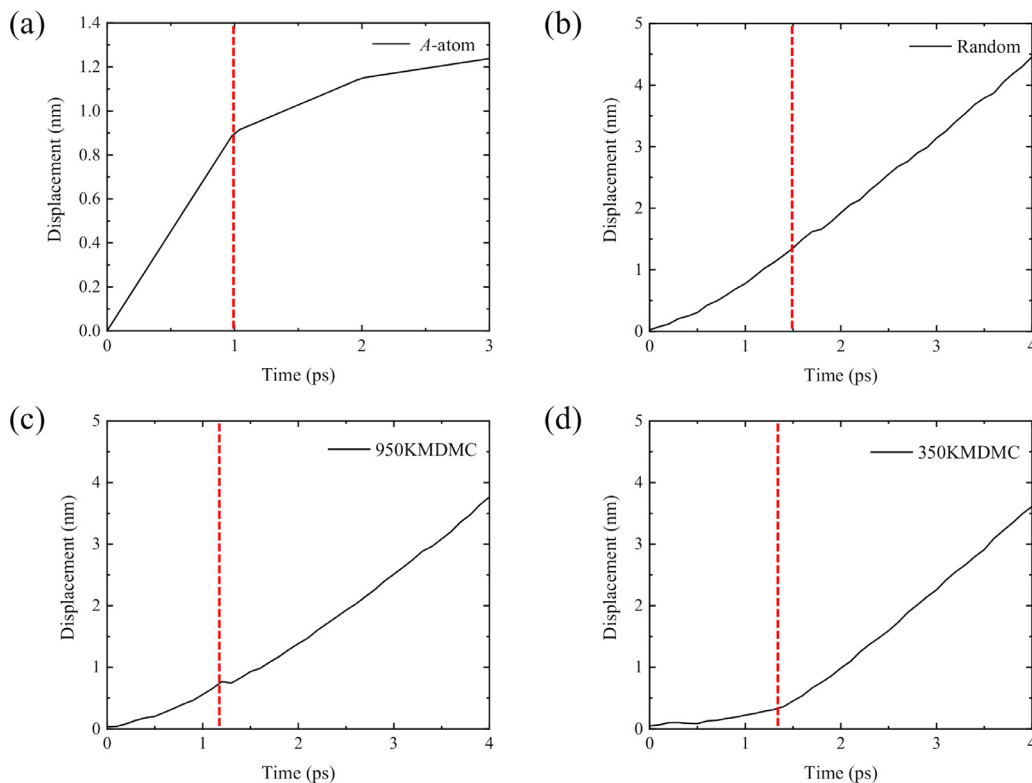 (a)
A-atom
Displacement (nm)
1.4
1.2
1.0
0.8
0.6
0.4
0.2
0.0
0
1
2
3
Time (ps)
(b)
Random
Displacement (nm)
5
4
3
2
1
0
0
1
2
3
4
Time (ps)
(c)
950KMDMC
Displacement (nm)
5
4
3
2
1
0
0
1
2
3
4
Time (ps)
(d)
350KMDMC
Displacement (nm)
5
4
3
2
1
0
0
1
2
3
4
Time (ps)